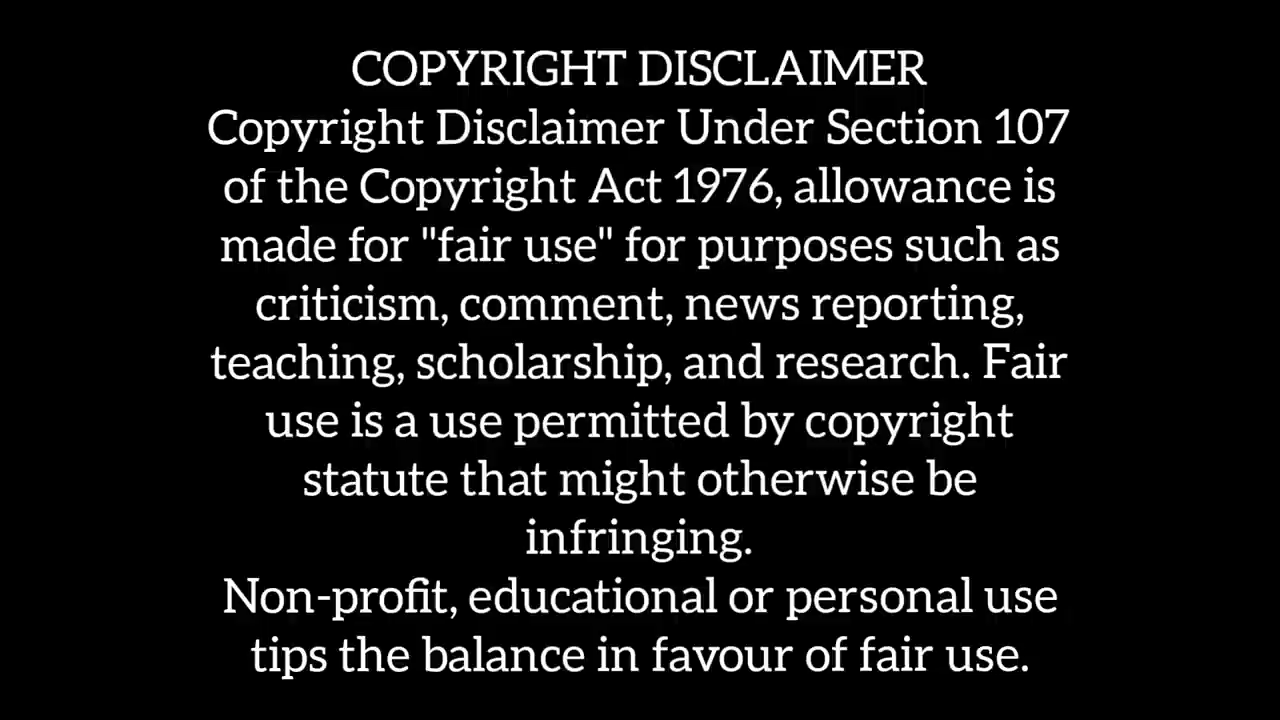 COPYRIGHT DISCLAIMER
Copyright Disclaimer Under Section 107
of the Copyright Act 1976, allowance is
made for "fair use" for purposes such as
criticism, comment, news reporting,
teaching, scholarship, and research. Fair
use is a use permitted by copyright
statute that might otherwise be
infringing.
Non-profit, educational or personal use
tips the balance in favour of fair use.